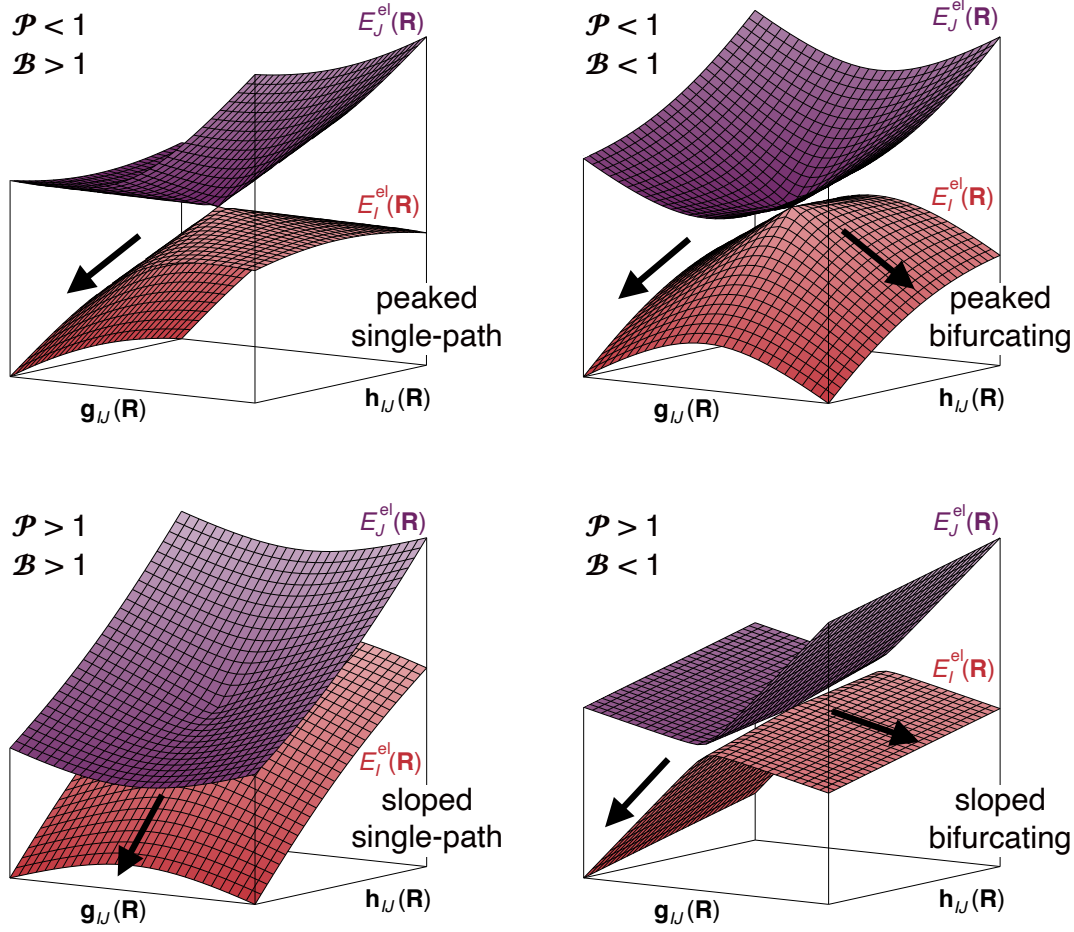 𝓟 < 1
𝓑 > 1
E_J^el(R)
E_I^el(R)
peaked
single-path
g_IJ(R)
h_IJ(R)
𝓟 < 1
𝓑 < 1
E_J^el(R)
E_I^el(R)
peaked
bifurcating
g_IJ(R)
h_IJ(R)
𝓟 > 1
𝓑 > 1
E_J^el(R)
E_I^el(R)
sloped
single-path
g_IJ(R)
h_IJ(R)
𝓟 > 1
𝓑 < 1
E_J^el(R)
E_I^el(R)
sloped
bifurcating
g_IJ(R)
h_IJ(R)